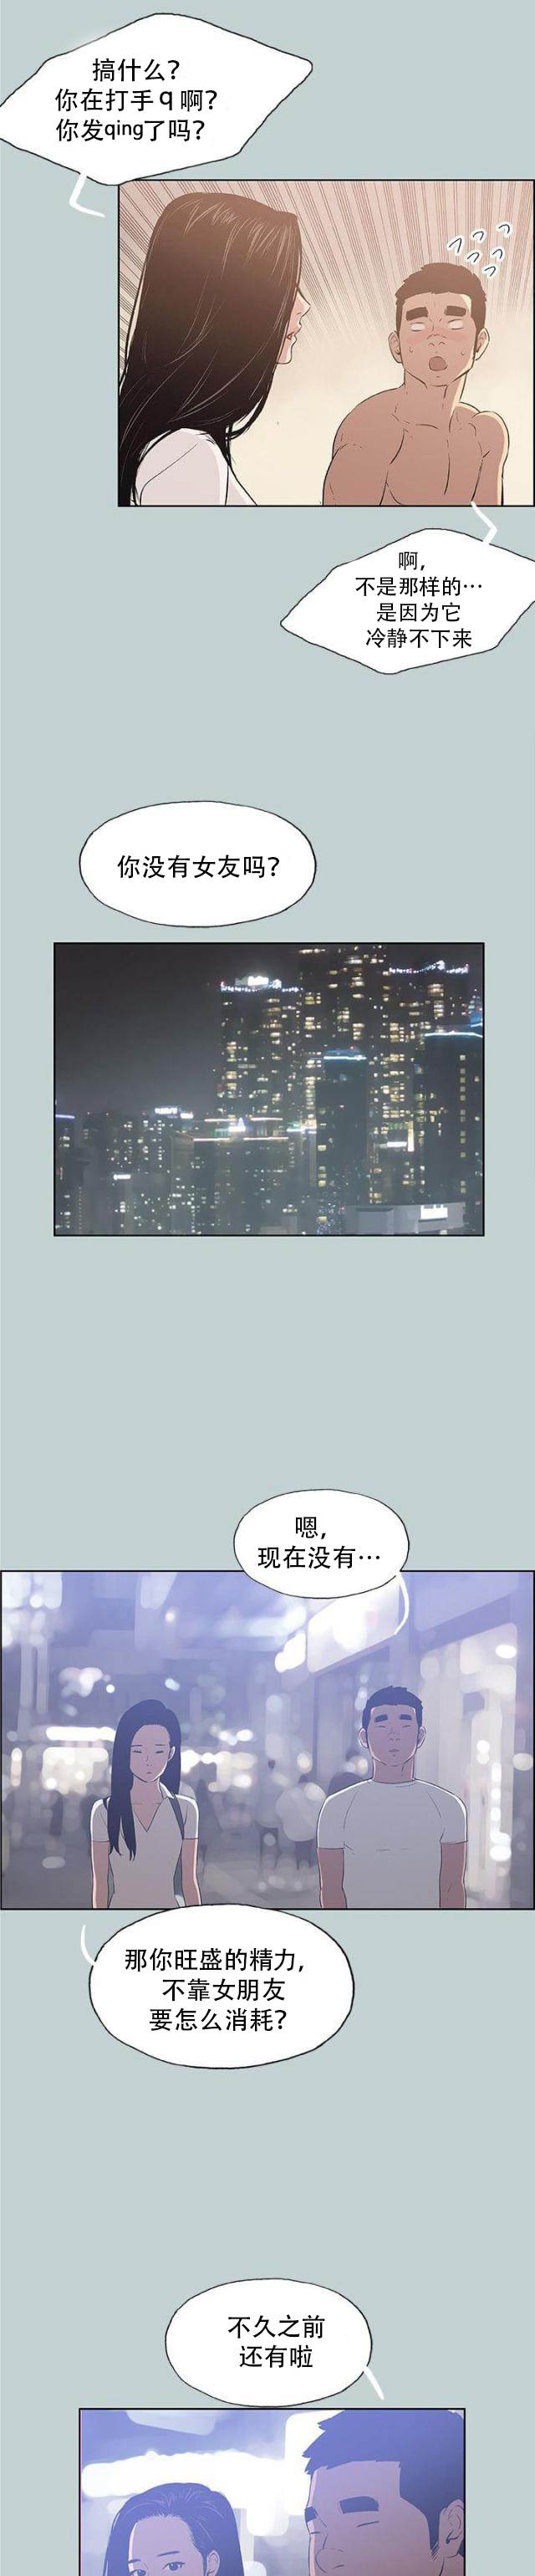 搞什么?
你在打手q啊?
你发qing了吗?
啊,
不是那样的…
是因为它
冷静不下来
你没有女友吗?
嗯,
现在没有…
那你旺盛的精力,
不靠女朋友
要怎么消耗?
不久之前
还有啦